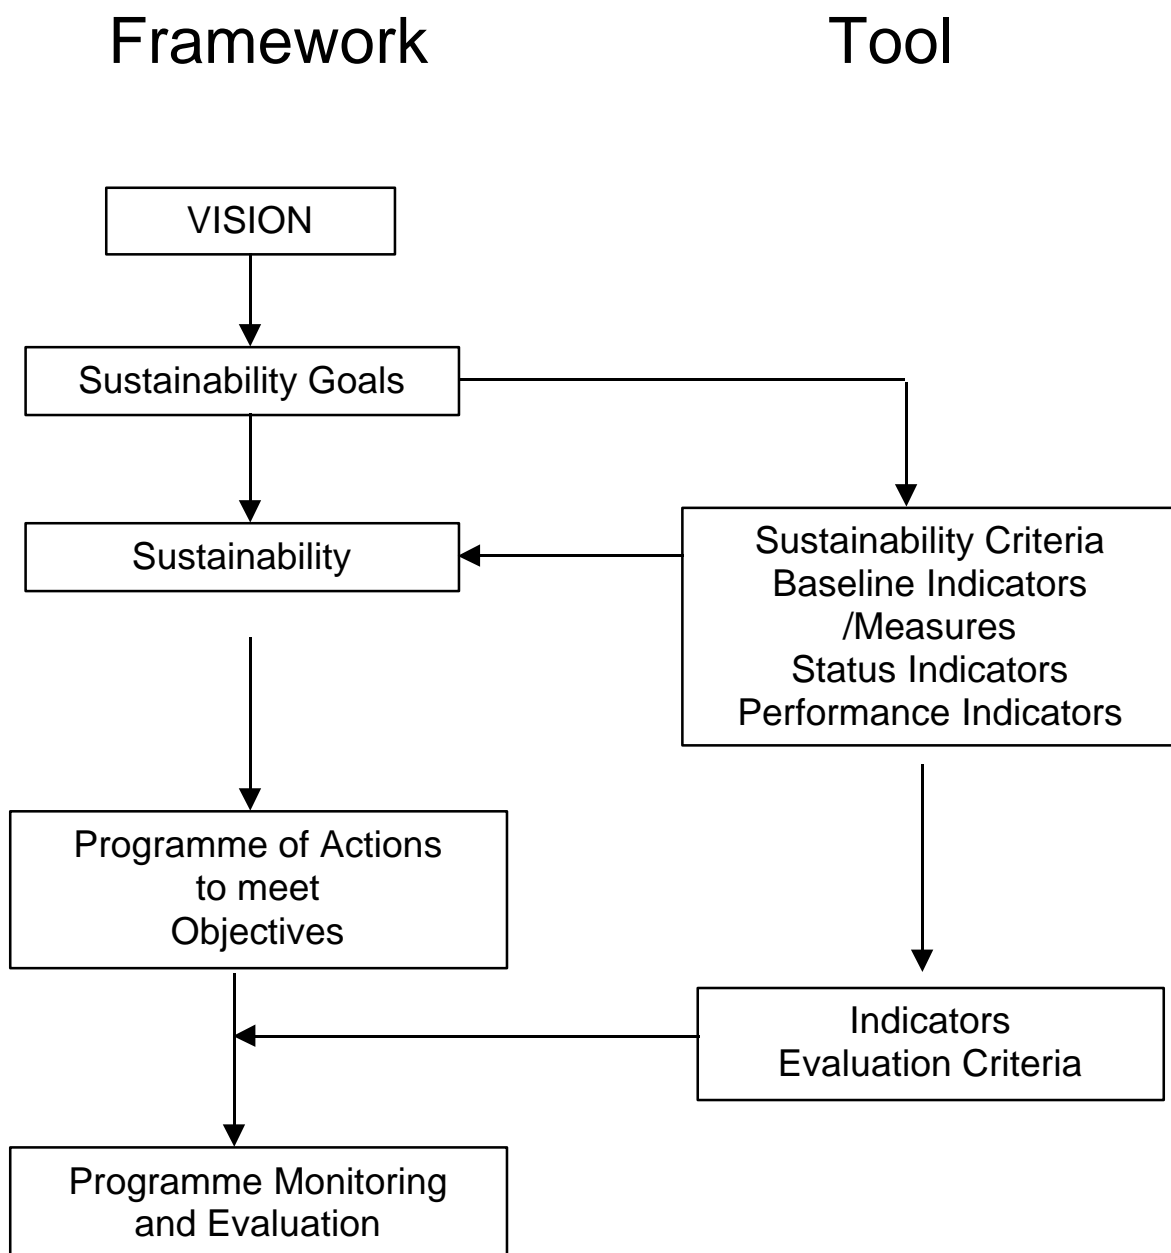 Framework
Tool
VISION
Sustainability Goals
Sustainability
Sustainability Criteria
Baseline Indicators
/Measures
Status Indicators
Performance Indicators
Programme of Actions
to meet
Objectives
Indicators
Evaluation Criteria
Programme Monitoring
and Evaluation